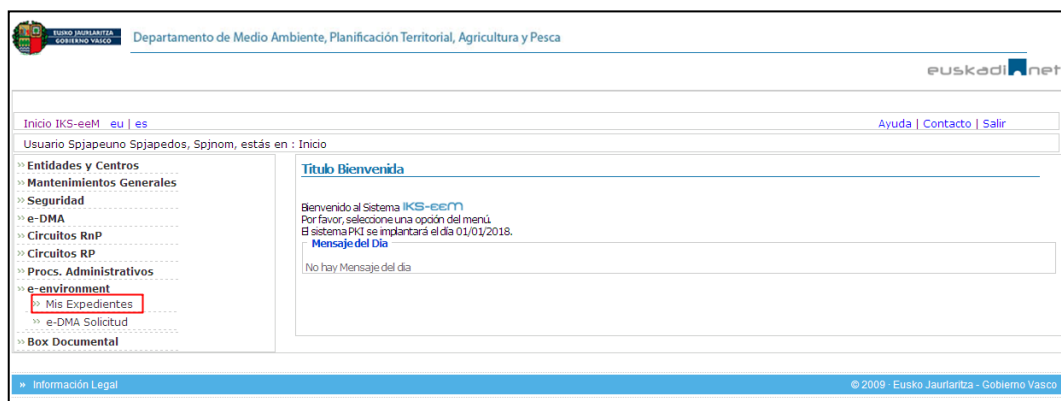 EUSKO JAURLARITZA
GOBIERNO VASCO
Departamento de Medio Ambiente, Planificación Territorial, Agricultura y Pesca
euskadi net
Inicio IKS-eeM eu | es
Ayuda | Contacto | Salir
Usuario Spjapeuno Spjapedos, Spjnom, estás en : Inicio
» Entidades y Centros
» Mantenimientos Generales
» Seguridad
» e-DMA
» Circuitos RnP
» Circuitos RP
» Procs. Administrativos
» e-environment
» Mis Expedientes
» e-DMA Solicitud
» Box Documental
Titulo Bienvenida
Bienvenido al Sistema IKS-eeM
Por favor, seleccione una opción del menú.
El sistema PKI se implantará el día 01/01/2018.
Mensaje del Dia
No hay Mensaje del dia
» Información Legal
© 2009 - Eusko Jaurlaritza - Gobierno Vasco